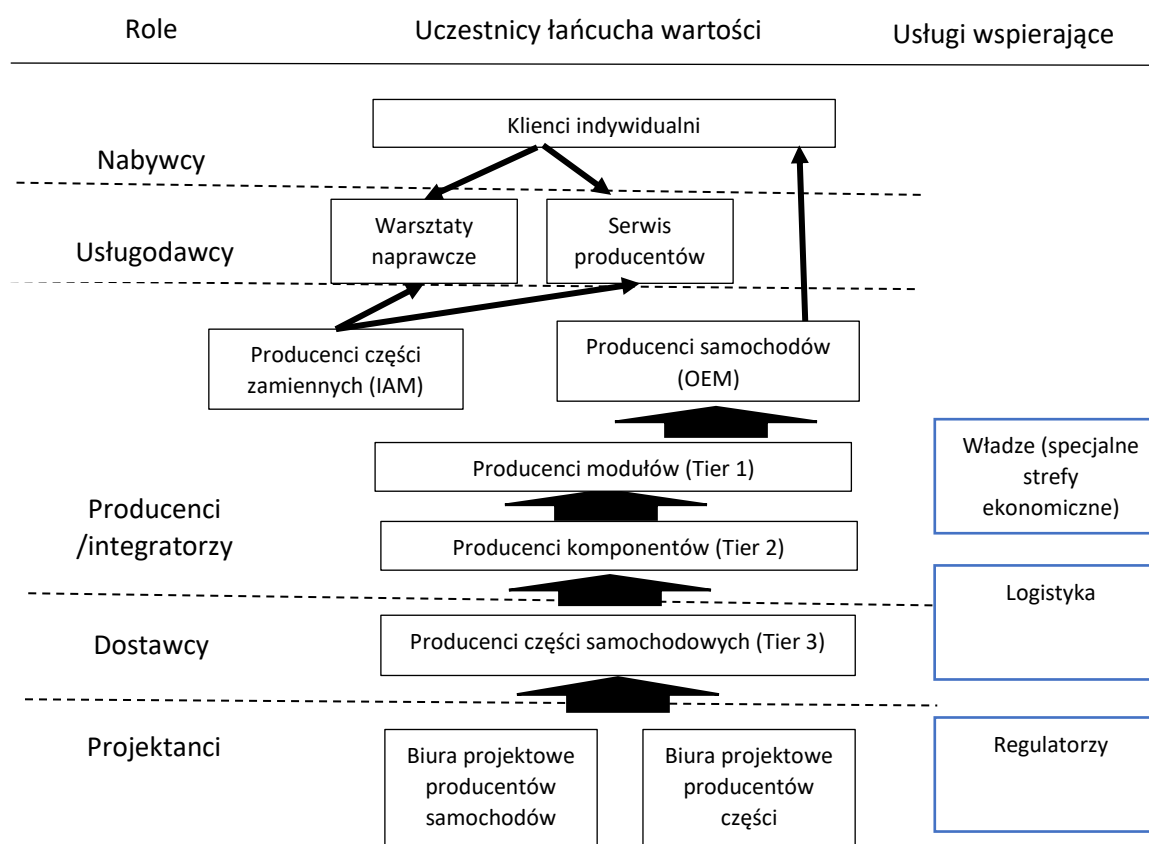 Role
Uczestnicy łańcucha wartości
Usługi wspierające
Klienci indywidualni
Nabywcy
Warsztaty
naprawcze
Serwis
producentów
Usługodawcy
Producenci części
zamiennych (IAM)
Producenci samochodów
(OEM)
Producenci modułów (Tier 1)
Władze (specjalne
strefy
ekonomiczne)
Producenci
/integratorzy
Producenci komponentów (Tier 2)
Logistyka
Dostawcy
Producenci części samochodowych (Tier 3)
Projektanci
Biura projektowe
producentów
samochodów
Biura projektowe
producentów
części
Regulatorzy